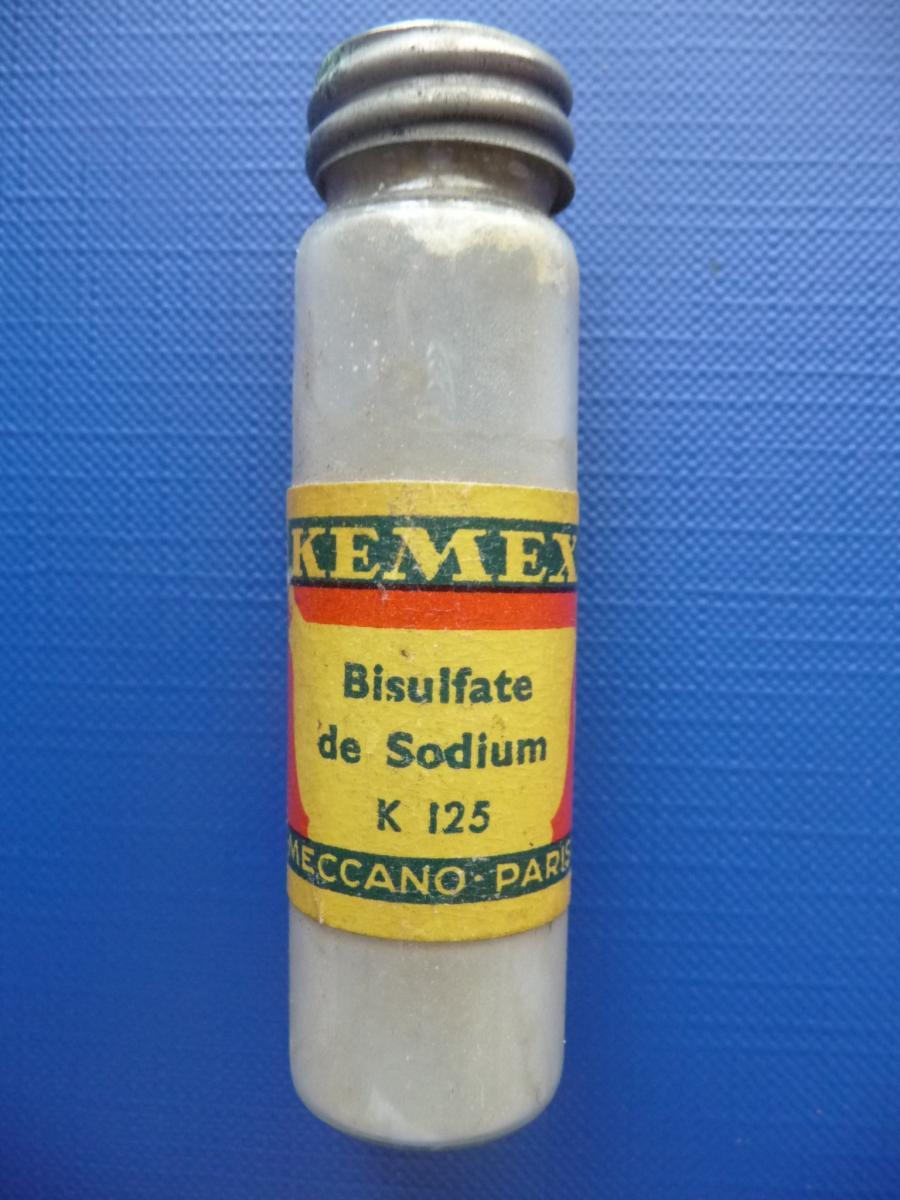 KEMEX
Bisulfate
de Sodium
K 125
MECCANO · PARIS